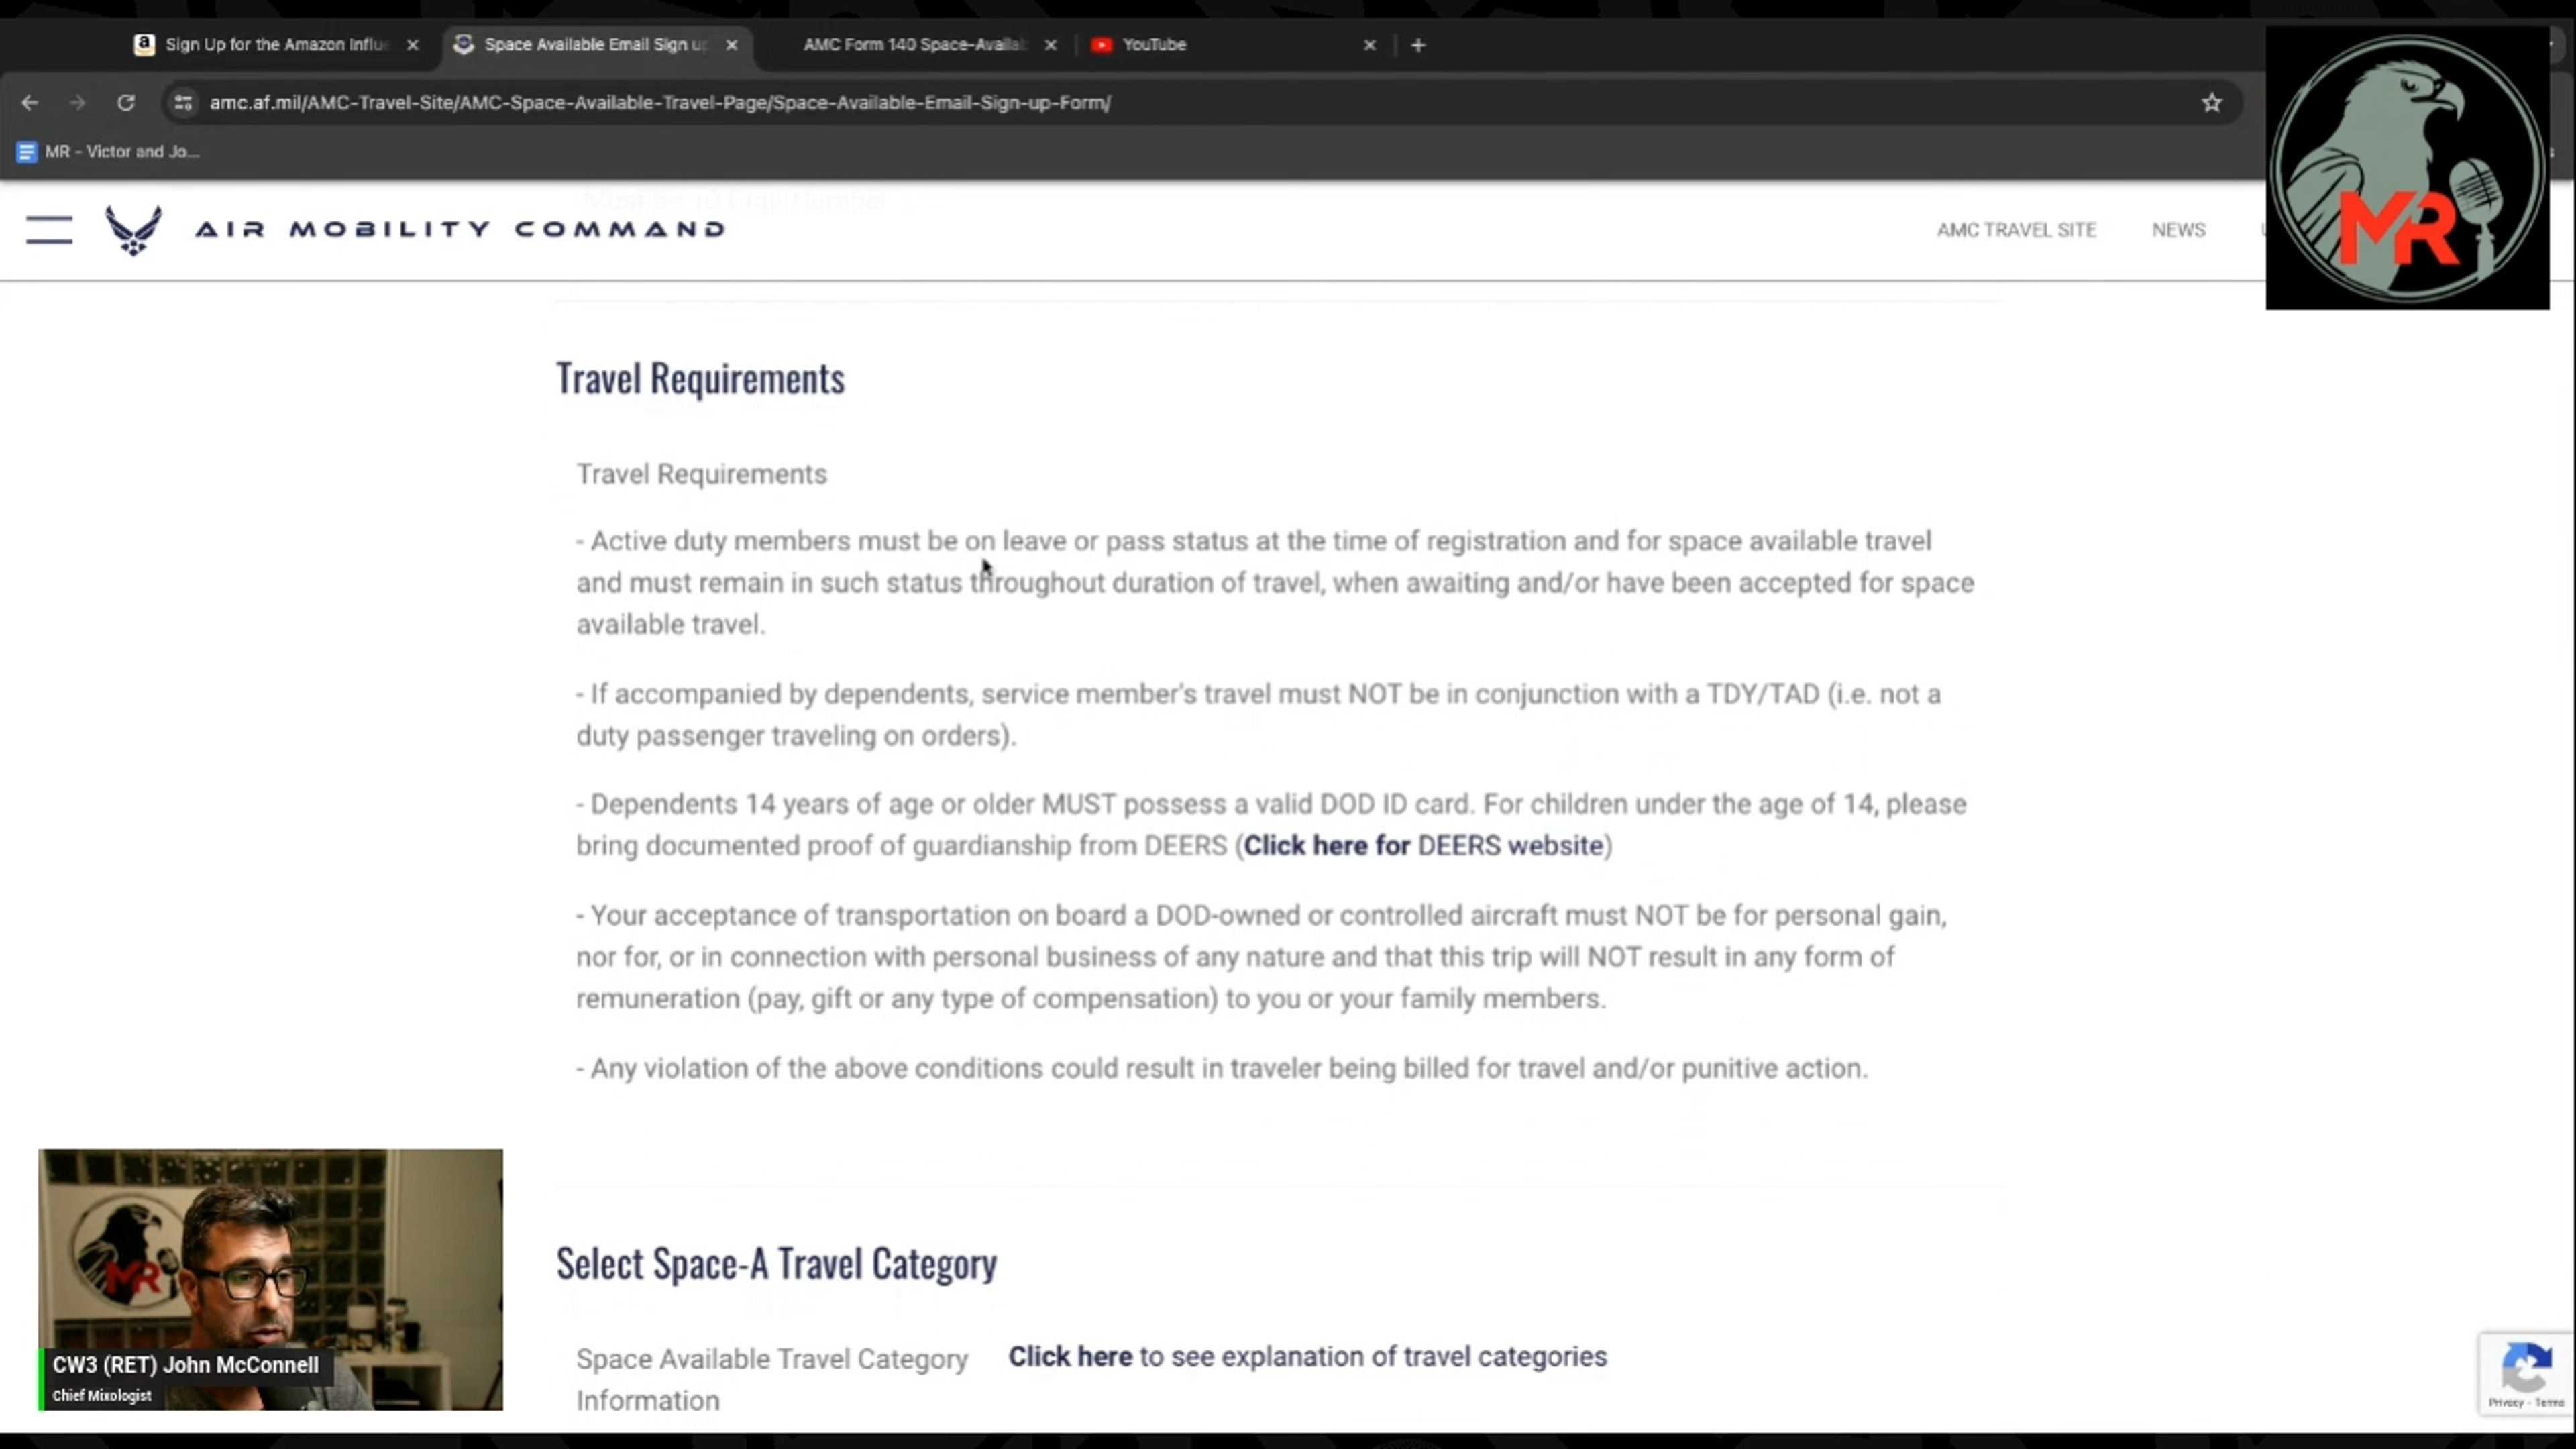 Sign Up for the Amazon Influe
Space Available Email Sign up
AMC Form 140 Space-Availab
YouTube
amc.af.mil/AMC-Travel-Site/AMC-Space-Available-Travel-Page/Space-Available-Email-Sign-up-Form/
MR - Victor and Jo...
Must be 10 Digit Number
AIR MOBILITY COMMAND
AMC TRAVEL SITE
NEWS
MR
Travel Requirements
Travel Requirements
- Active duty members must be on leave or pass status at the time of registration and for space available travel
and must remain in such status throughout duration of travel, when awaiting and/or have been accepted for space
available travel.
- If accompanied by dependents, service member's travel must NOT be in conjunction with a TDY/TAD (i.e. not a
duty passenger traveling on orders).
- Dependents 14 years of age or older MUST possess a valid DOD ID card. For children under the age of 14, please
bring documented proof of guardianship from DEERS (Click here for DEERS website)
- Your acceptance of transportation on board a DOD-owned or controlled aircraft must NOT be for personal gain,
nor for, or in connection with personal business of any nature and that this trip will NOT result in any form of
remuneration (pay, gift or any type of compensation) to you or your family members.
- Any violation of the above conditions could result in traveler being billed for travel and/or punitive action.
Select Space-A Travel Category
Space Available Travel Category
Information
Click here to see explanation of travel categories
MR
CW3 (RET) John McConnell
Chief Mixologist
Privacy - Terms